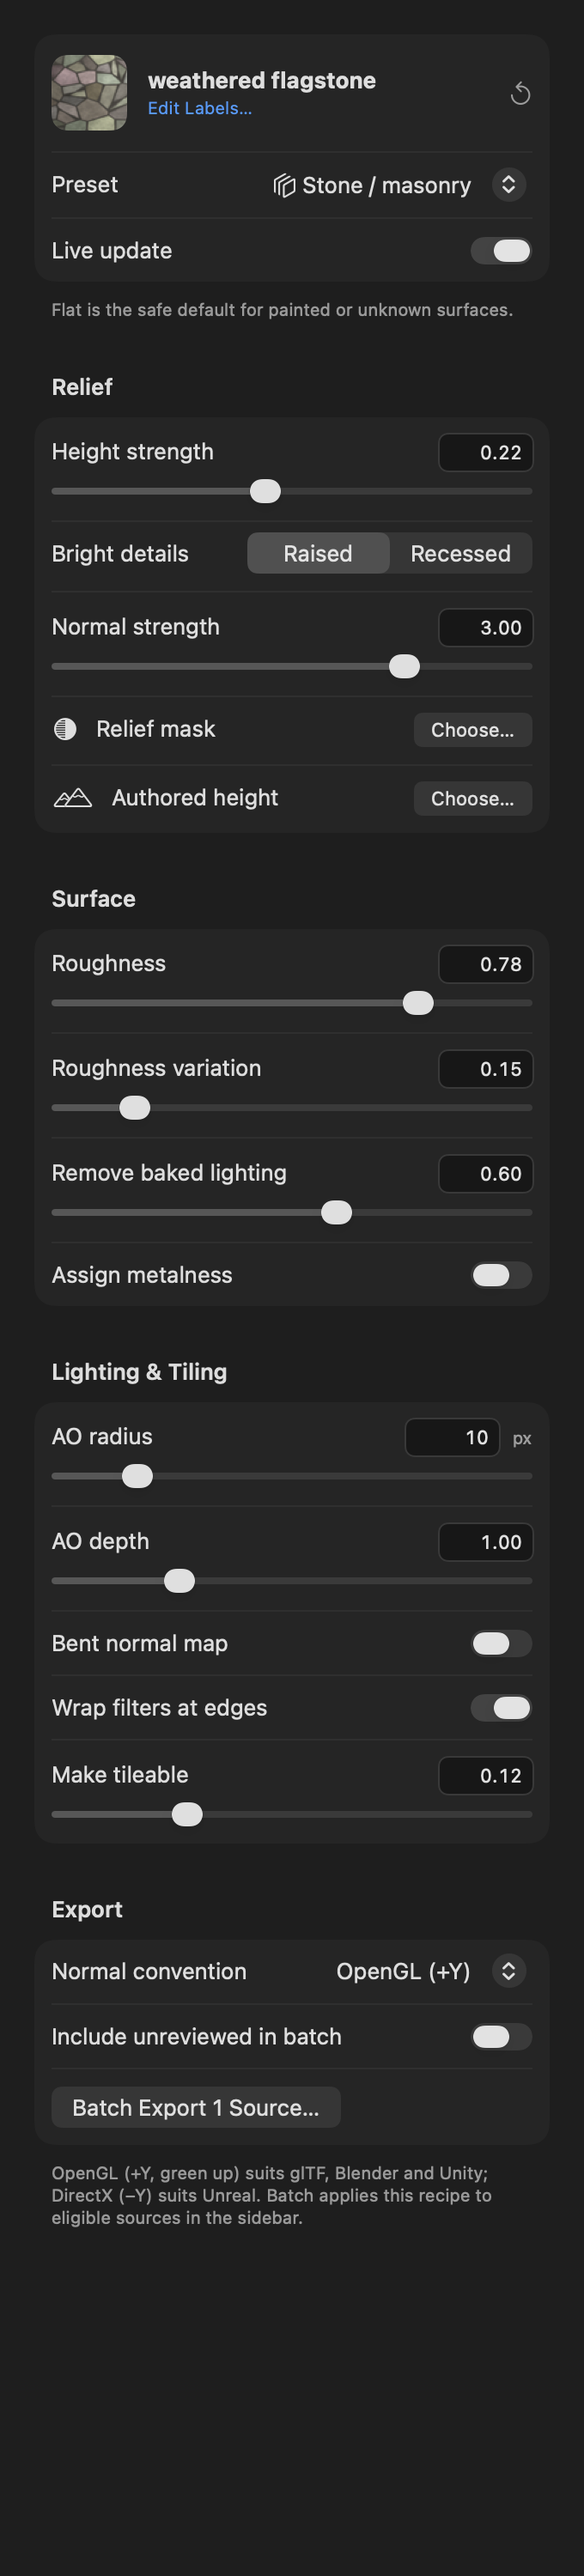 weathered flagstone
Edit Labels...
Preset
Stone / masonry
Live update
Flat is the safe default for painted or unknown surfaces.
Relief
Height strength
0.22
Bright details
Raised
Recessed
Normal strength
3.00
Relief mask
Choose...
Authored height
Choose...
Surface
Roughness
0.78
Roughness variation
0.15
Remove baked lighting
0.60
Assign metalness
Lighting & Tiling
AO radius
10 px
AO depth
1.00
Bent normal map
Wrap filters at edges
Make tileable
0.12
Export
Normal convention
OpenGL (+Y)
Include unreviewed in batch
Batch Export 1 Source...
OpenGL (+Y, green up) suits glTF, Blender and Unity;
DirectX (−Y) suits Unreal. Batch applies this recipe to
eligible sources in the sidebar.